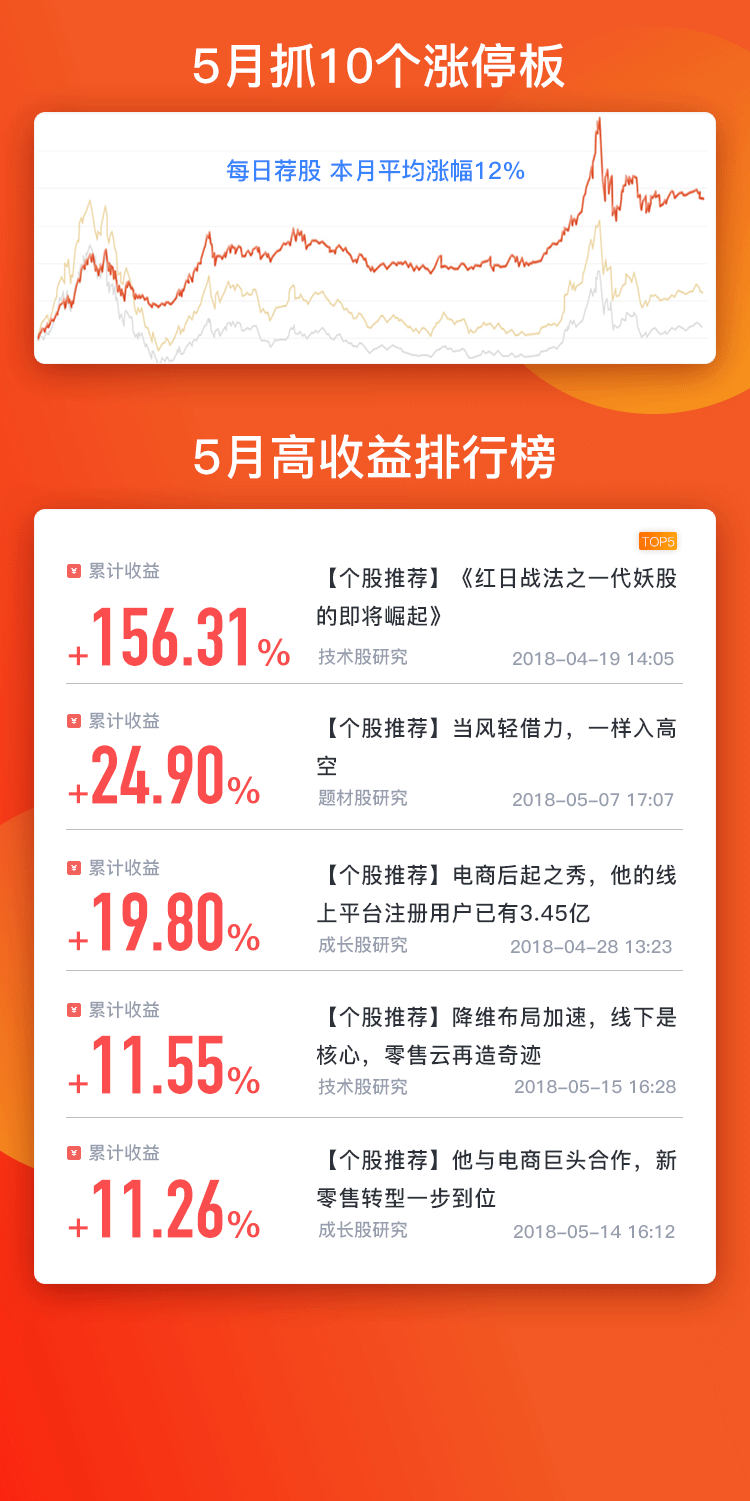 5月抓10个涨停板
每日荐股 本月平均涨幅12%
5月高收益排行榜
TOP5
累计收益
+156.31%
【个股推荐】《红日战法之一代妖股
的即将崛起》
技术股研究 2018-04-19 14:05
累计收益
+24.90%
【个股推荐】当风轻借力，一样入高
空
题材股研究 2018-05-07 17:07
累计收益
+19.80%
【个股推荐】电商后起之秀，他的线
上平台注册用户已有3.45亿
成长股研究 2018-04-28 13:23
累计收益
+11.55%
【个股推荐】降维布局加速，线下是
核心，零售云再造奇迹
技术股研究 2018-05-15 16:28
累计收益
+11.26%
【个股推荐】他与电商巨头合作，新
零售转型一步到位
成长股研究 2018-05-14 16:12